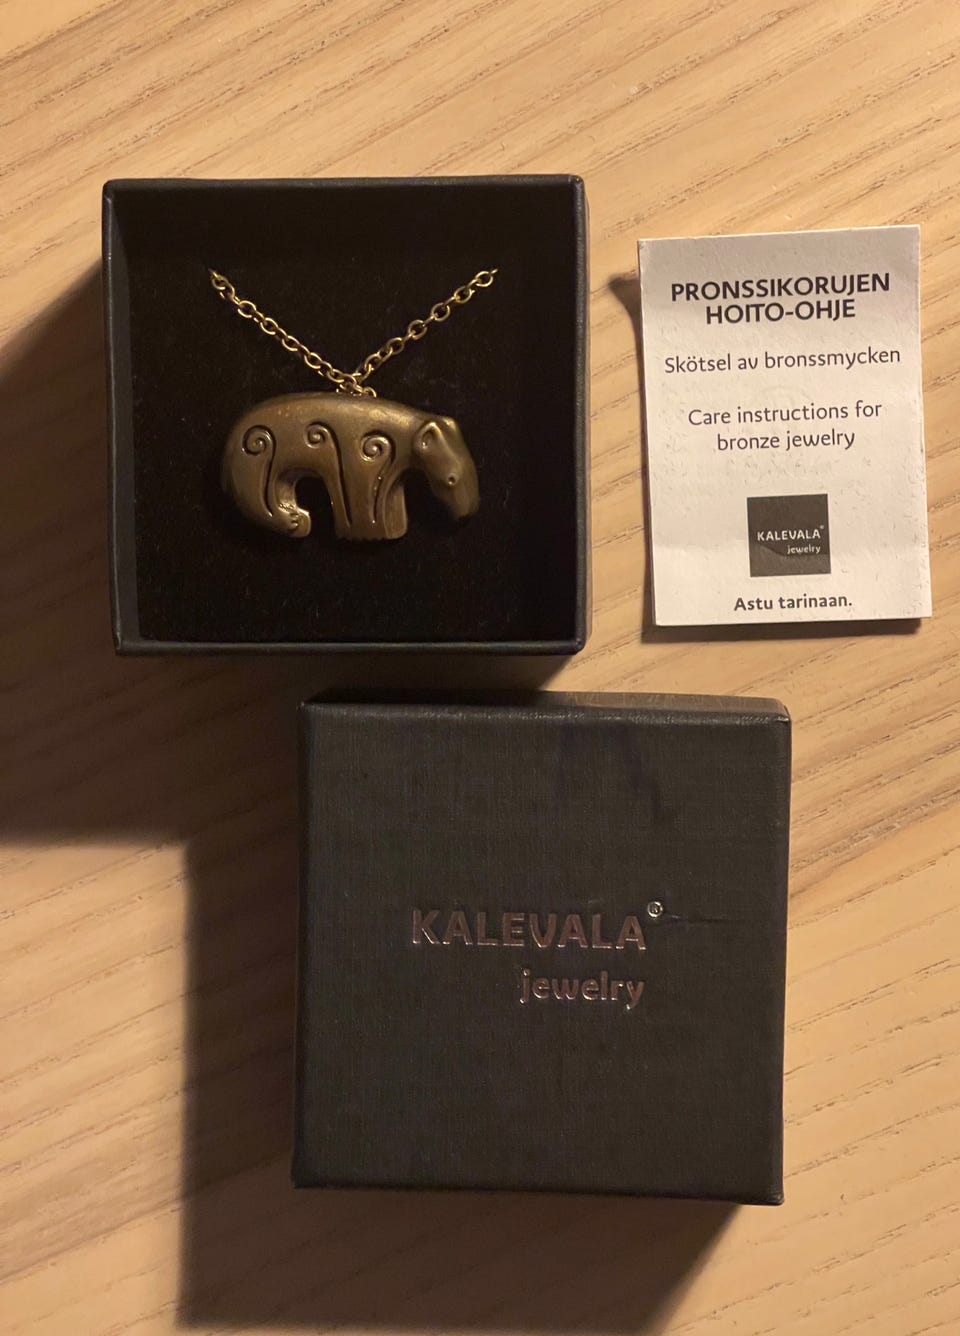 PRONSSIKORUJEN
HOITO-OHJE
Skötsel av bronssmycken
Care instructions for
bronze jewelry
KALEVALA®
jewelry
Astu tarinaan.
KALEVALA®
jewelry